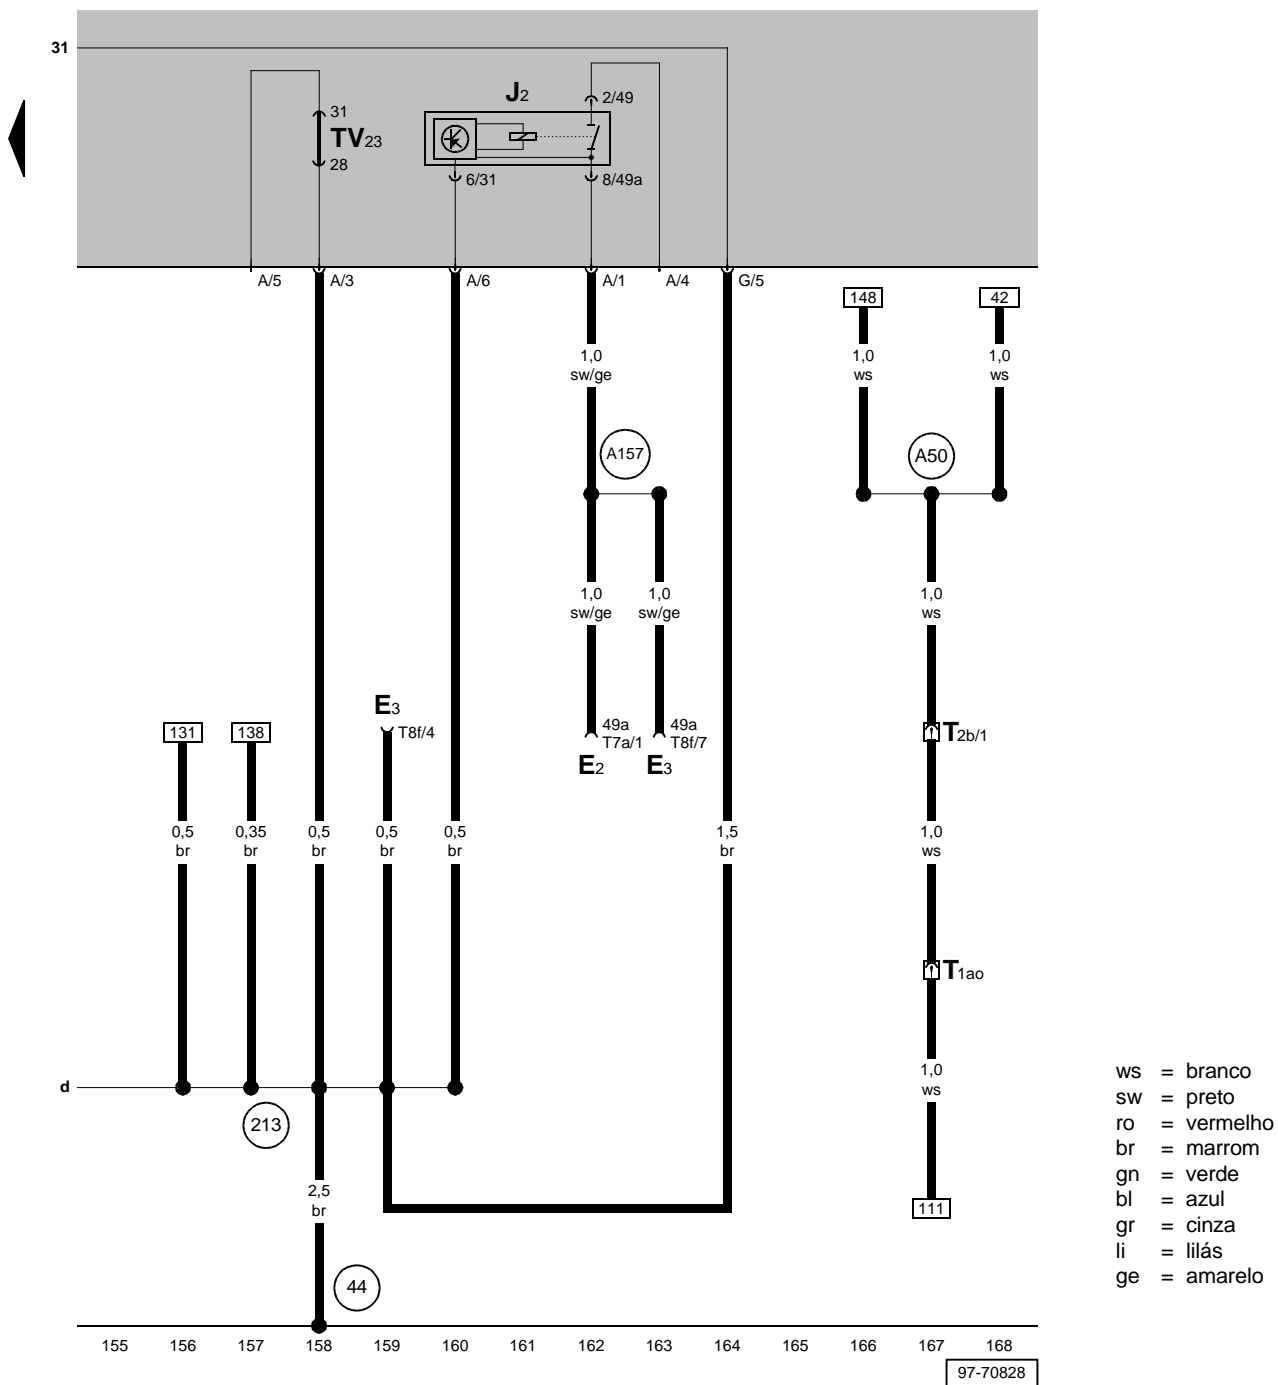 31
J2
2/49
31
TV23
28
6/31
8/49a
A/5
A/3
A/6
A/1
A/4
G/5
148
42
1,0
sw/ge
1,0
ws
1,0
ws
A157
A50
1,0
sw/ge
1,0
sw/ge
1,0
ws
E3
T8f/4
131
138
49a
T7a/1
E2
49a
T8f/7
E3
T2b/1
0,5
br
0,35
br
0,5
br
0,5
br
0,5
br
1,5
br
1,0
ws
T1ao
1,0
ws
d
213
2,5
br
111
44
155 156 157 158 159 160 161 162 163 164 165 166 167 168
97-70828
ws = branco
sw = preto
ro = vermelho
br = marrom
gn = verde
bl = azul
gr = cinza
li = lilás
ge = amarelo